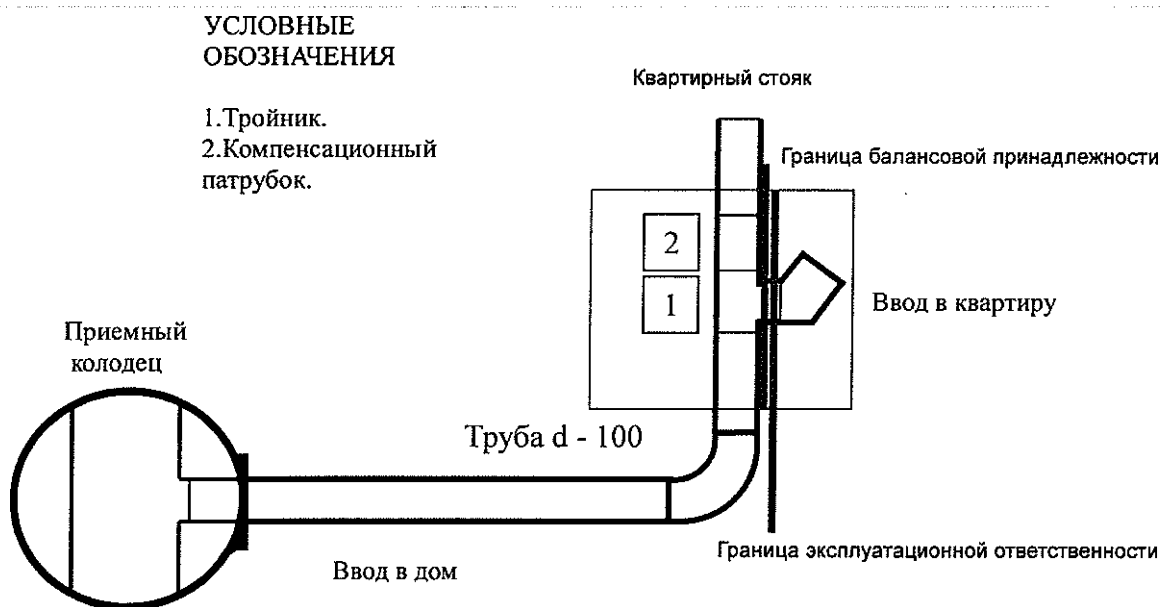 УСЛОВНЫЕ
ОБОЗНАЧЕНИЯ
1.Тройник.
2.Компенсационный
патрубок.
Квартирный стояк
Граница балансовой принадлежности
2
1
Ввод в квартиру
Приемный
колодец
Труба d - 100
Ввод в дом
Граница эксплуатационной ответственности